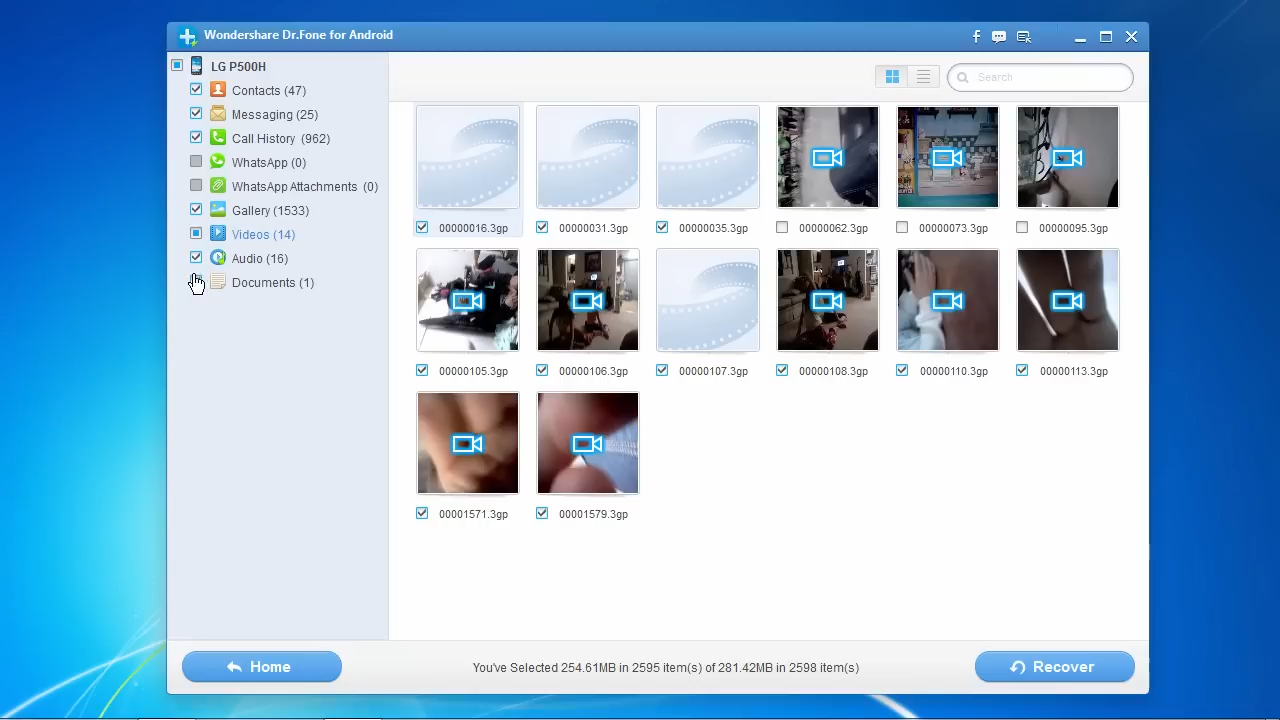 Wondershare Dr.Fone for Android
LG P500H
Contacts (47)
Messaging (25)
Call History (962)
WhatsApp (0)
WhatsApp Attachments (0)
Gallery (1533)
Videos (14)
Audio (16)
Documents (1)
Search
00000016.3gp
00000031.3gp
00000035.3gp
00000062.3gp
00000073.3gp
00000095.3gp
00000105.3gp
00000106.3gp
00000107.3gp
00000108.3gp
00000110.3gp
00000113.3gp
00001571.3gp
00001579.3gp
Home
You've Selected 254.61MB in 2595 item(s) of 281.42MB in 2598 item(s)
Recover